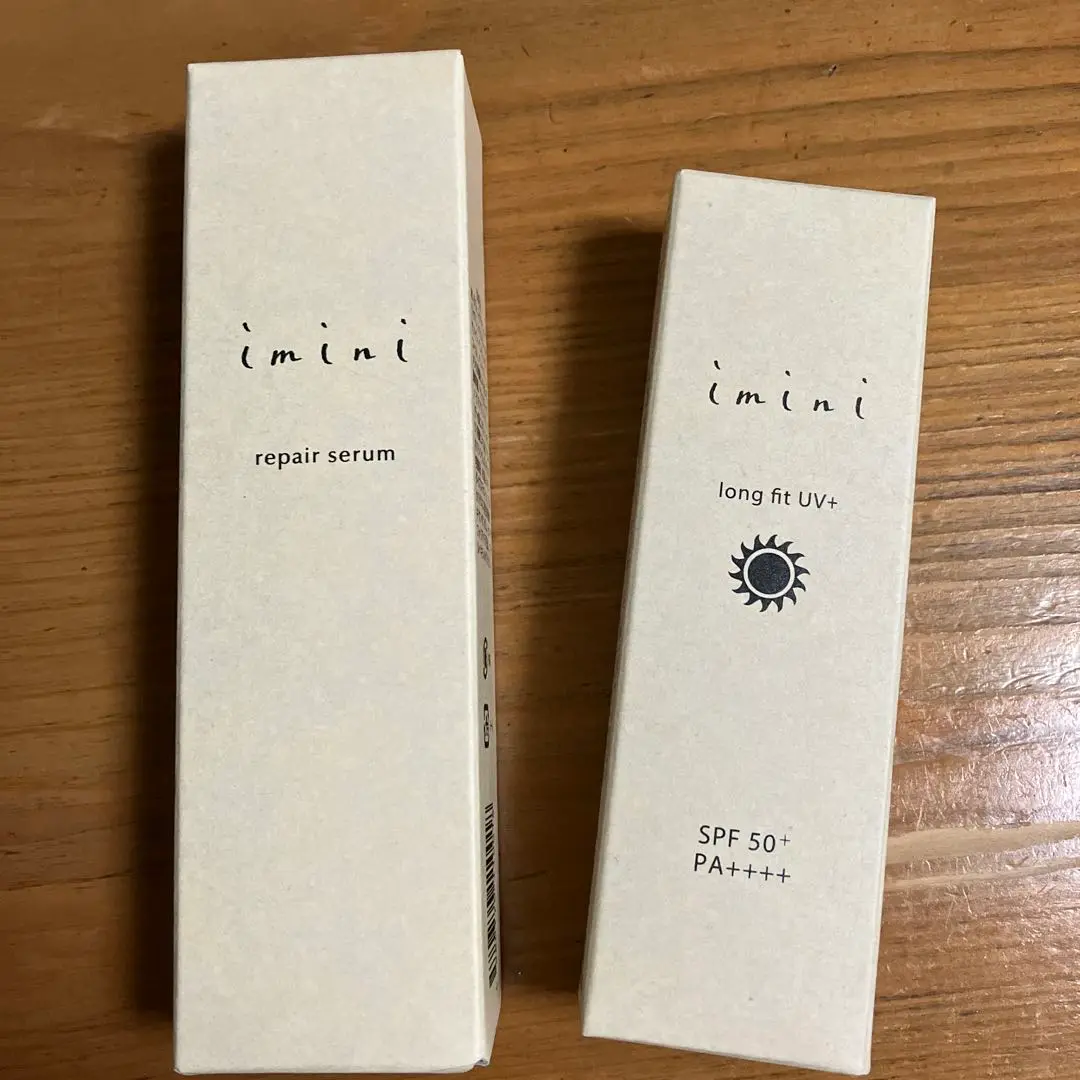 imini
repair serum
imini
long fit UV+
SPF 50+
PA++++